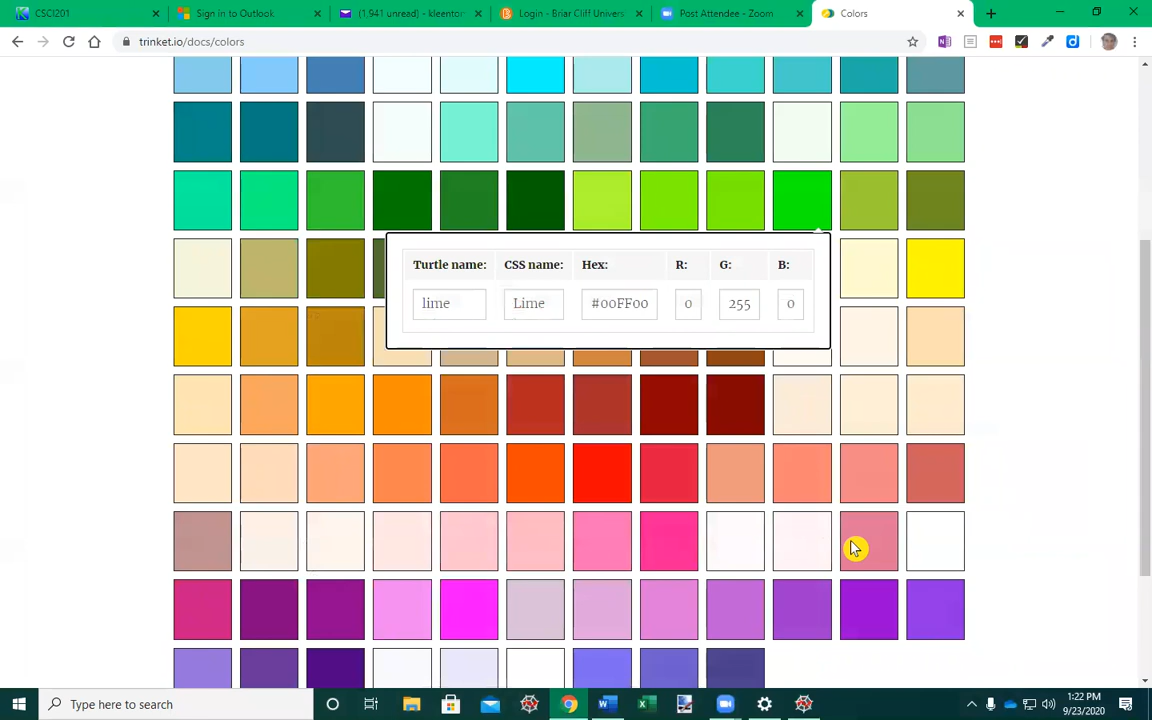 CSCI201
Sign in to Outlook
(1,941 unread) - kleentor
Login - Briar Cliff Univers
Post Attendee - Zoom
Colors
trinket.io/docs/colors
Turtle name: CSS name: Hex: R: G: B:
lime Lime #00FF00 0 255 0
Type here to search
1:22 PM
9/23/2020